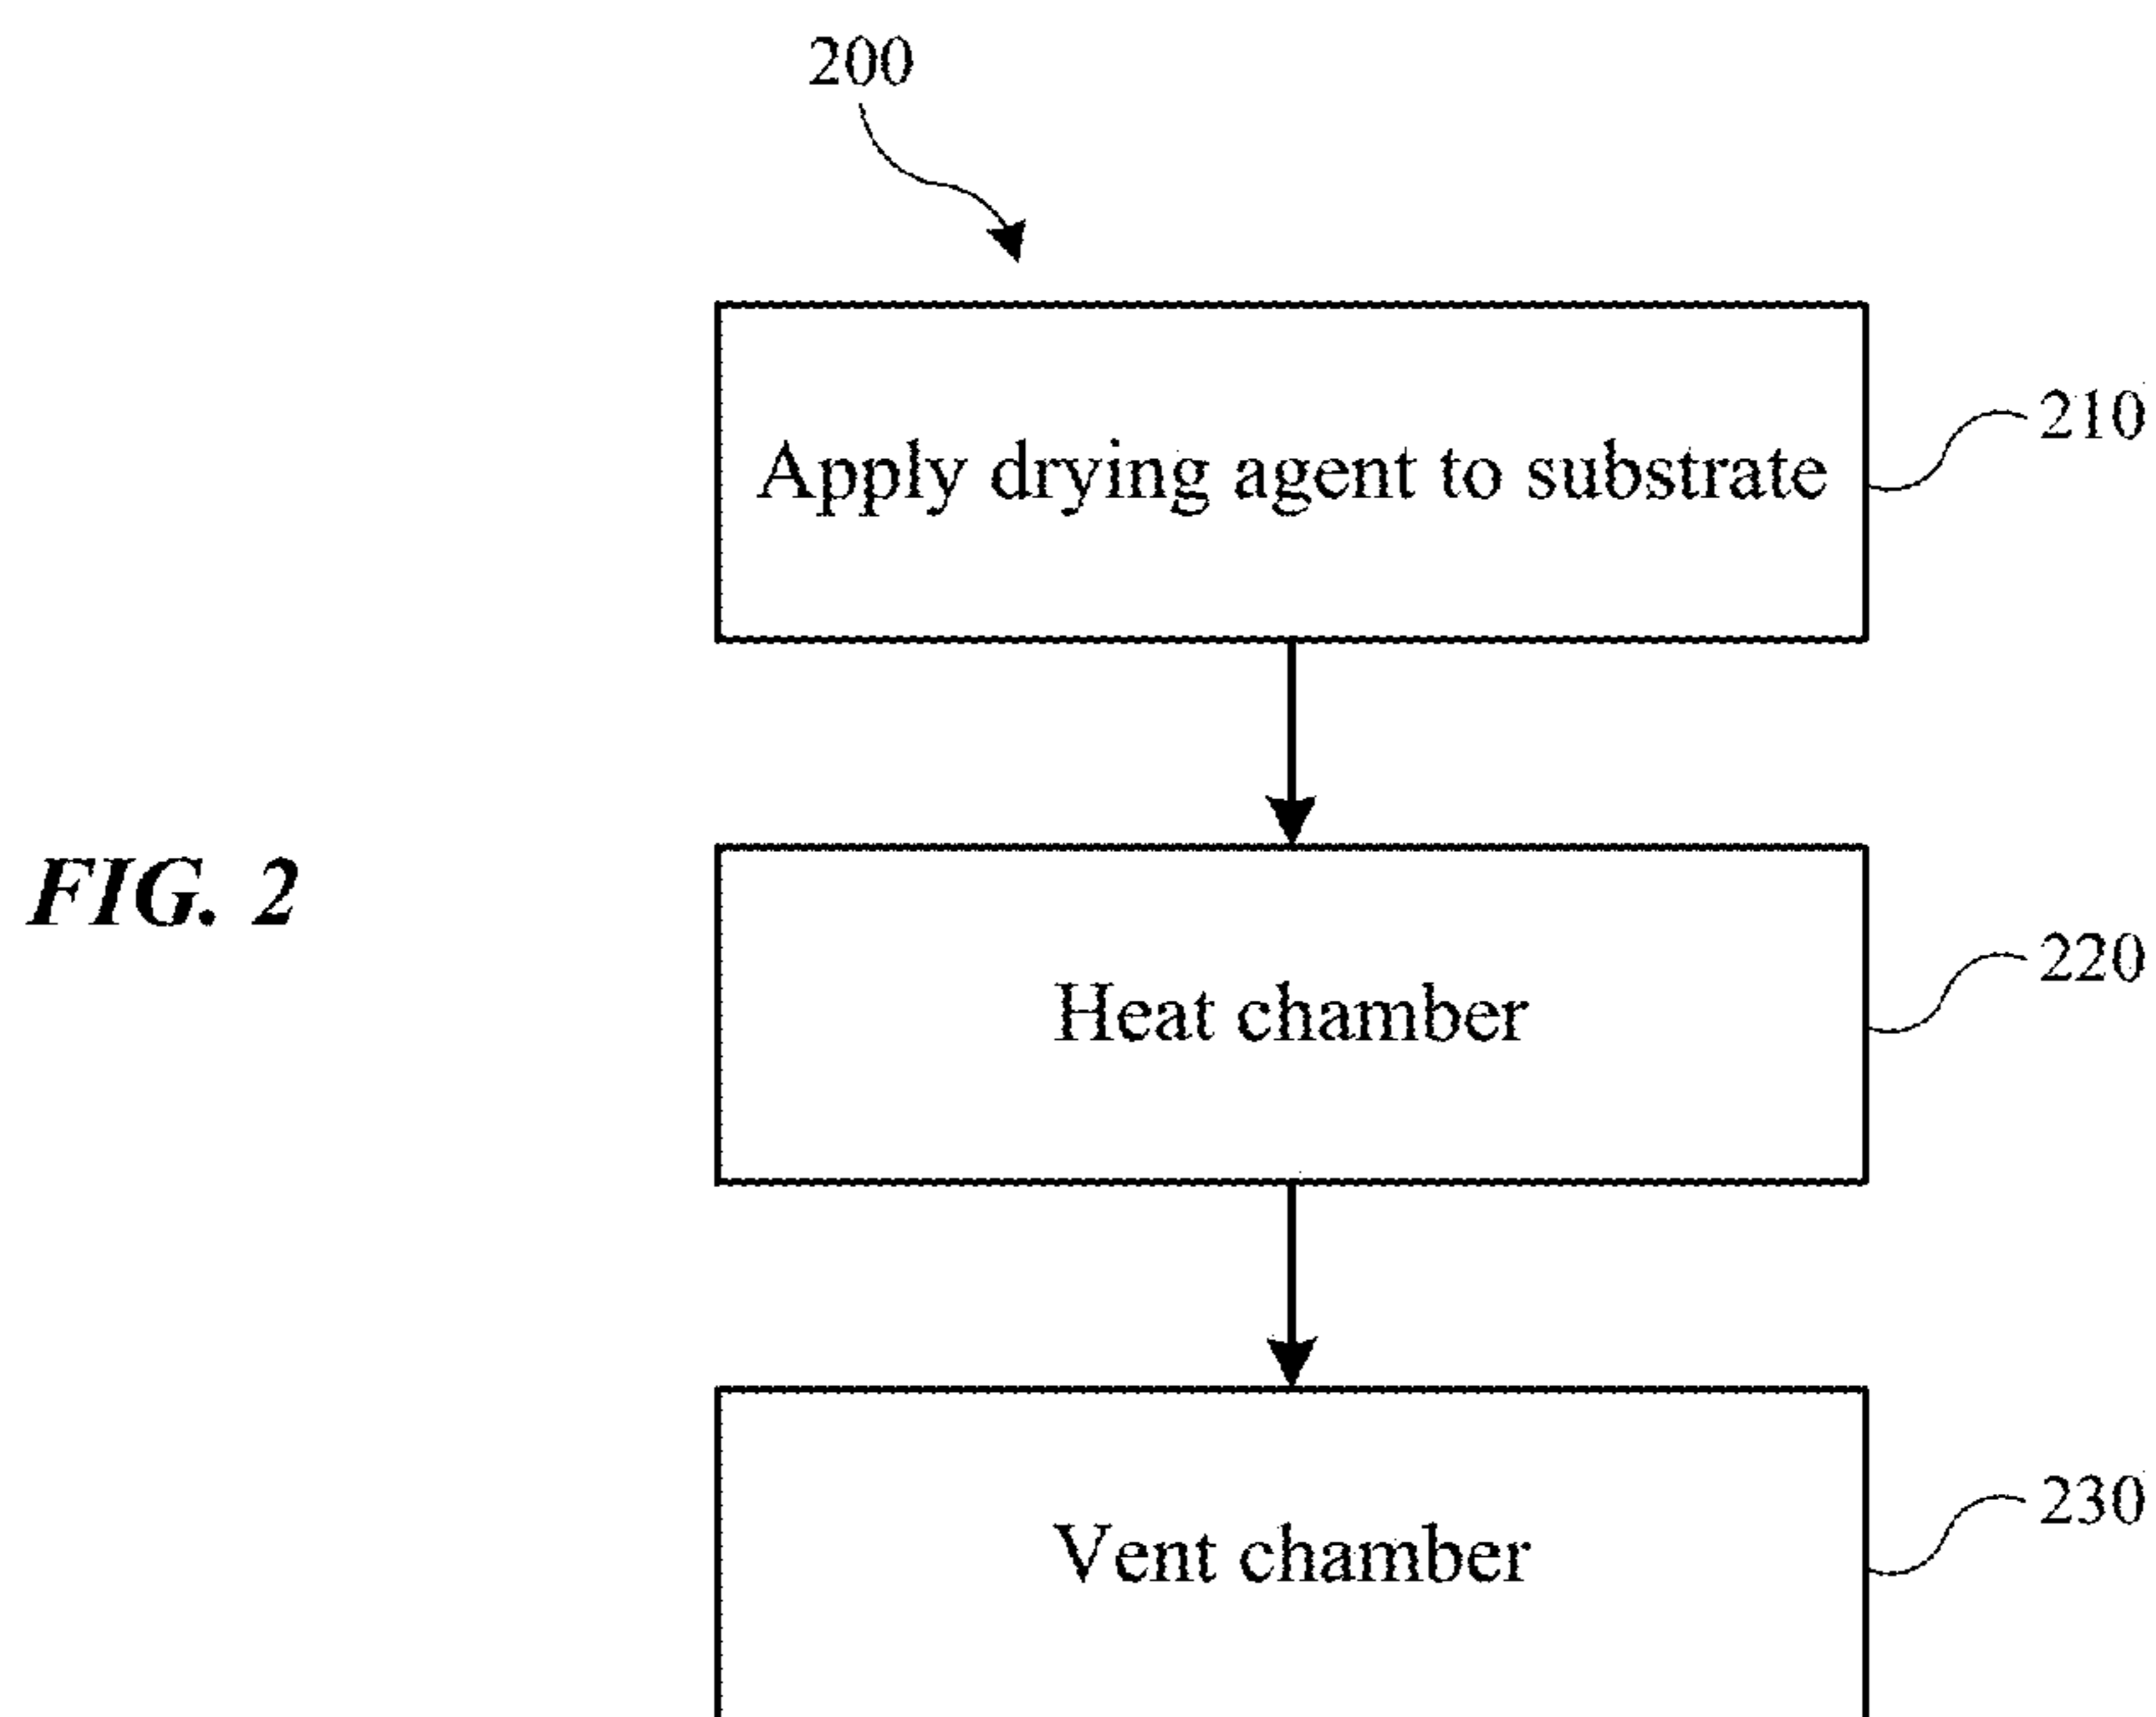 200
Apply drying agent to substrate
210
FIG. 2
Heat chamber
220
Vent chamber
230